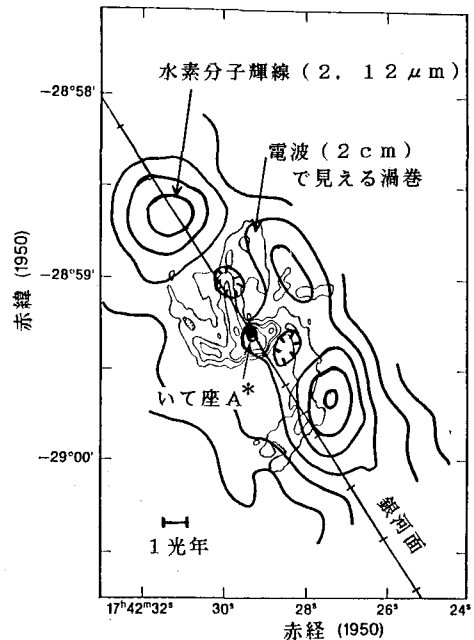 水素分子輝線(2.12μm)
電波(2cm)
で見える渦巻
-28°58'
-28°59'
-29°00'
赤緯 (1950)
いて座A*
1光年
銀河面
17ʰ42ᵐ32ˢ 30ˢ 28ˢ 26ˢ 24ˢ
赤経 (1950)